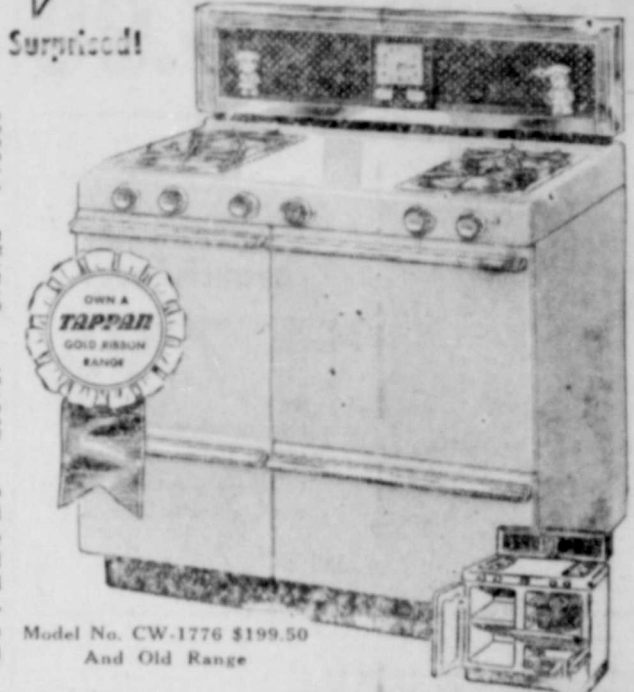 Surprised!
OWN A
TAPPAN
GOLD RIBBON
RANGE
Model No. CW-1776 $199.50
And Old Range